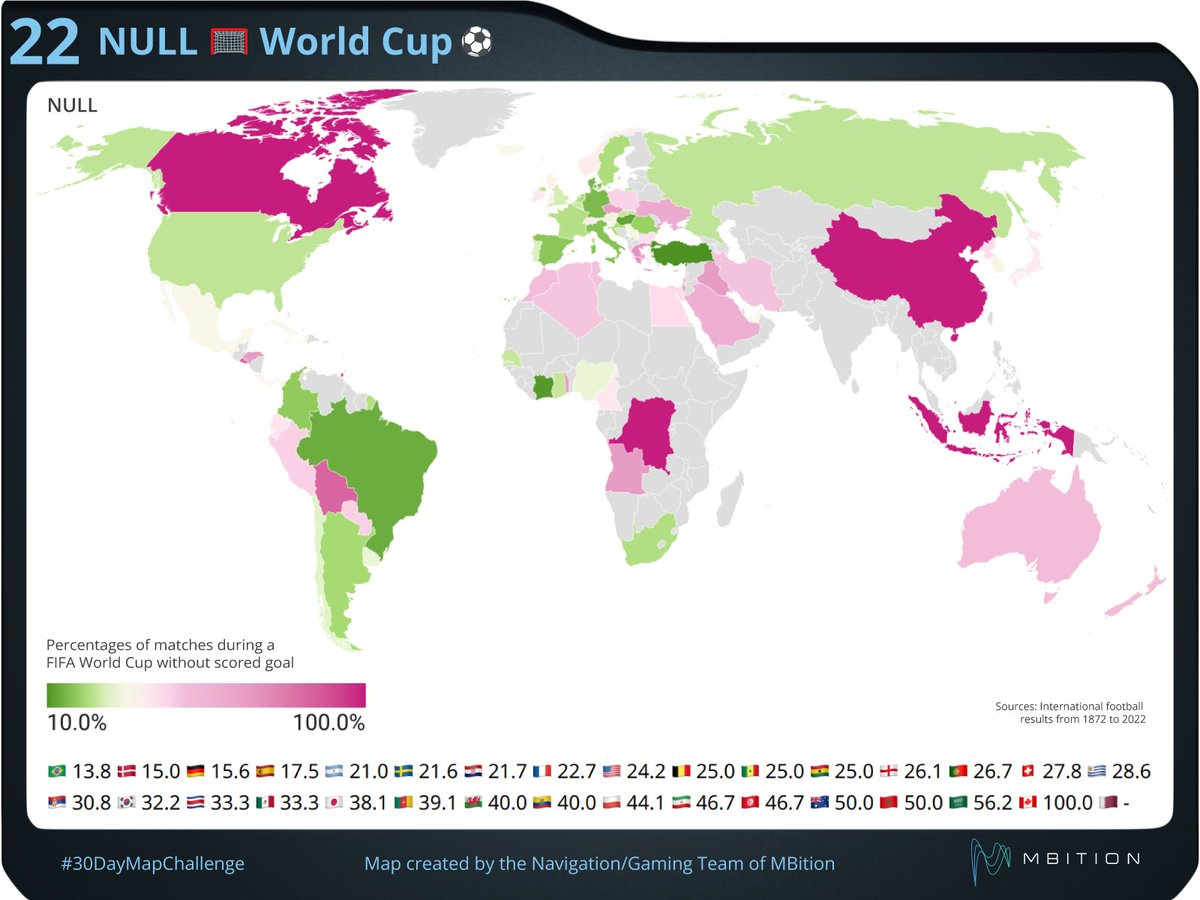 22 NULL 🥅 World Cup ⚽
NULL
Percentages of matches during a
FIFA World Cup without scored goal
10.0% 100.0%
Sources: International football
results from 1872 to 2022
🇧🇷 13.8 🇩🇰 15.0 🇩🇪 15.6 🇪🇸 17.5 🇦🇷 21.0 🇸🇪 21.6 🇭🇷 21.7 🇫🇷 22.7 🇺🇸 24.2 🇧🇪 25.0 🇸🇳 25.0 🇬🇭 25.0 🏴󠁧󠁢󠁥󠁮󠁧󠁿 26.1 🇵🇹 26.7 🇨🇭 27.8 🇺🇾 28.6
🇷🇸 30.8 🇰🇷 32.2 🇨🇷 33.3 🇲🇽 33.3 🇯🇵 38.1 🇨🇲 39.1 🏴󠁧󠁢󠁷󠁬󠁳󠁿 40.0 🇪🇨 40.0 🇵🇱 44.1 🇮🇷 46.7 🇹🇳 46.7 🇦🇺 50.0 🇲🇦 50.0 🇸🇦 56.2 🇨🇦 100.0 🇶🇦 -
#30DayMapChallenge
Map created by the Navigation/Gaming Team of MBition
MBITION